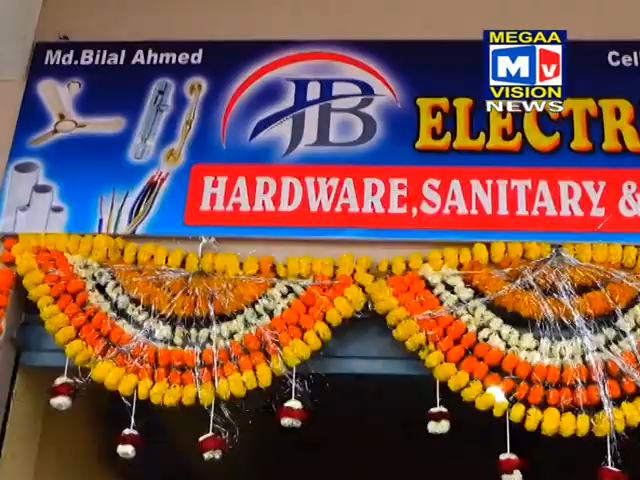 Md.Bilal Ahmed
Cel
MEGAA
MV
VISION
NEWS
JB
ELECTR
HARDWARE,SANITARY &